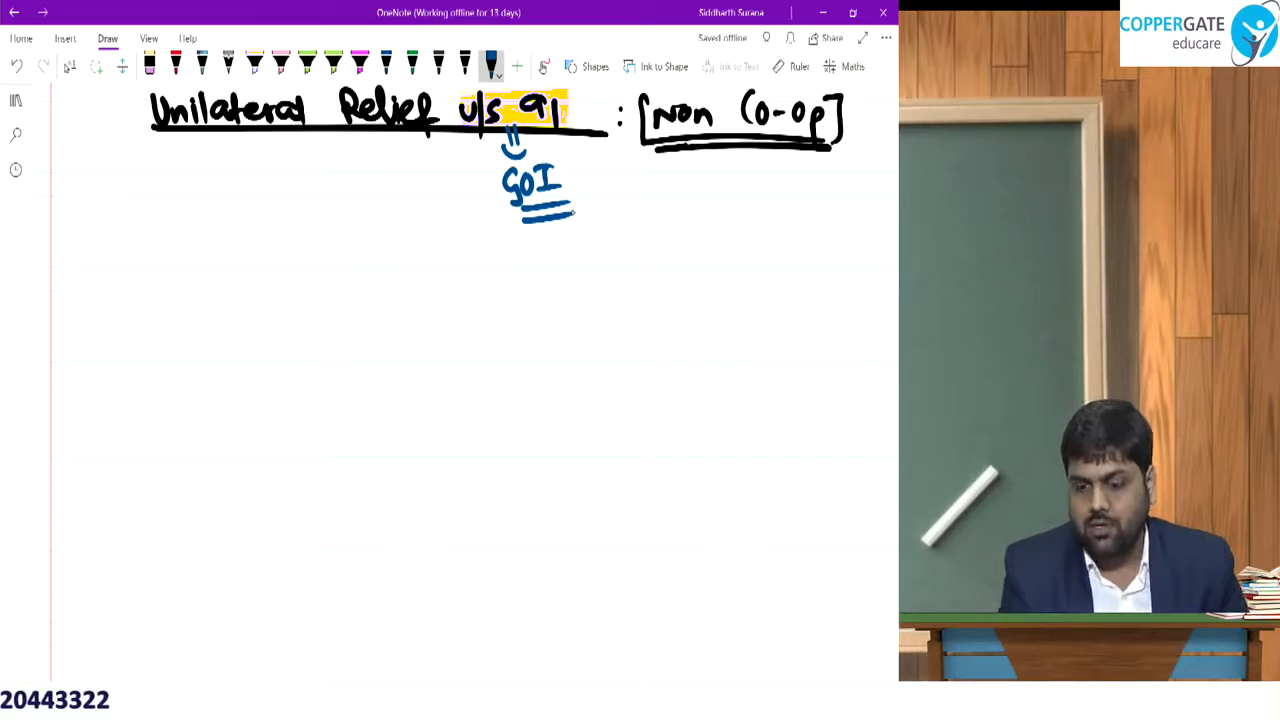 OneNote (Working offline for 13 days)
Siddharth Surana
Home Insert Draw View Help
Saved offline
Share
Shapes
Ink to Shape
Ink to Text
Ruler
Maths
Unilateral Relief u/s 91 : [Non Co-op]
GOI
COPPERGATE
educare
20443322